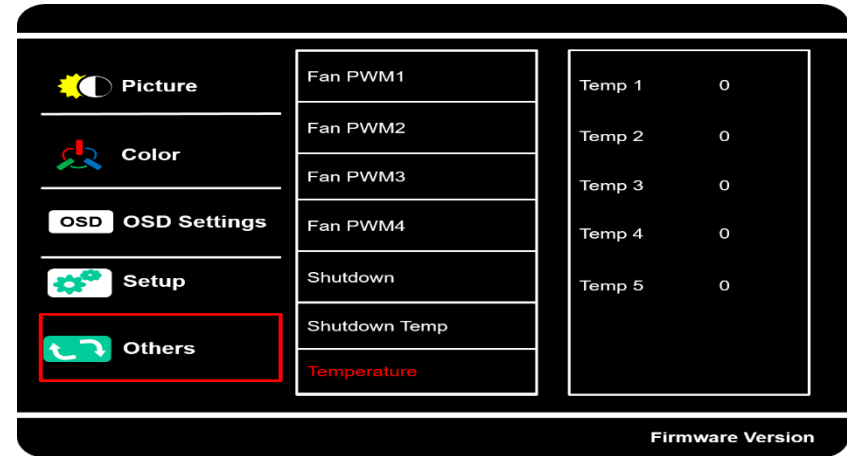 Picture
Color
OSD OSD Settings
Setup
Others
Fan PWM1
Fan PWM2
Fan PWM3
Fan PWM4
Shutdown
Shutdown Temp
Temperature
Temp 1 0
Temp 2 0
Temp 3 0
Temp 4 0
Temp 5 0
Firmware Version